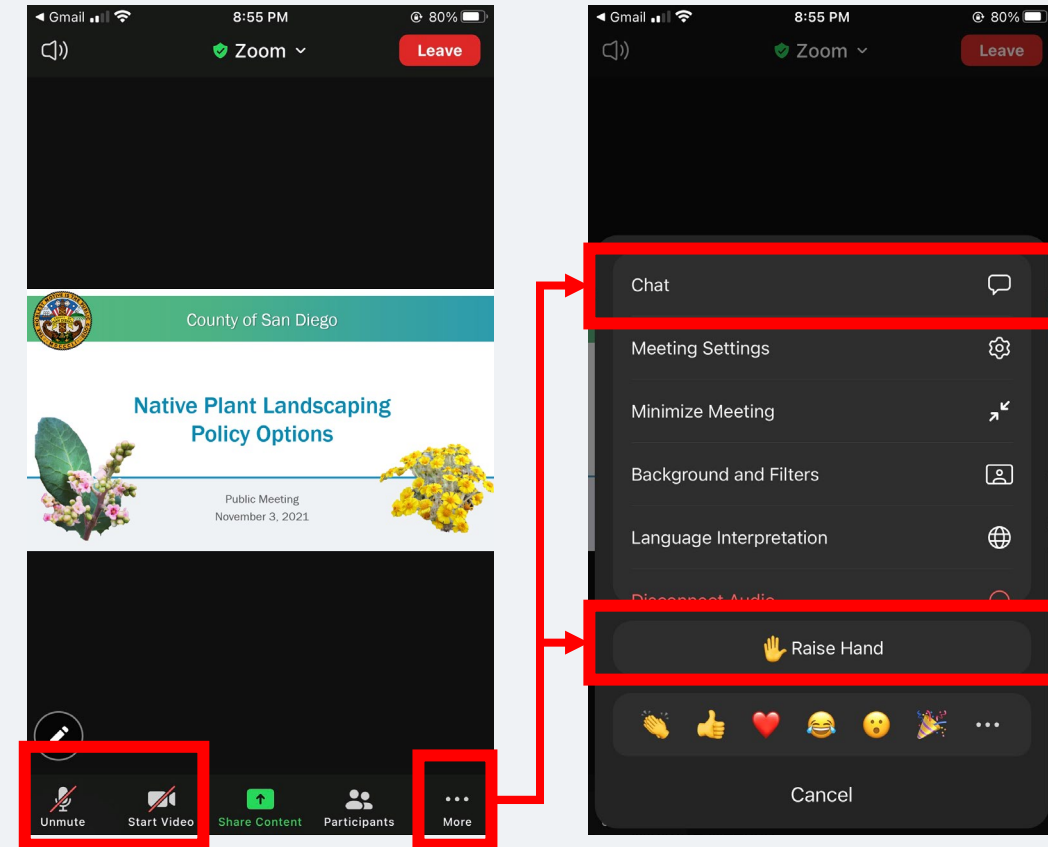 Gmail
8:55 PM
80%
Zoom
Leave
County of San Diego
Native Plant Landscaping
Policy Options
Public Meeting
November 3, 2021
Unmute
Start Video
Share Content
Participants
More
Gmail
8:55 PM
80%
Zoom
Leave
Chat
Meeting Settings
Minimize Meeting
Background and Filters
Language Interpretation
Disconnect Audio
Raise Hand
Cancel